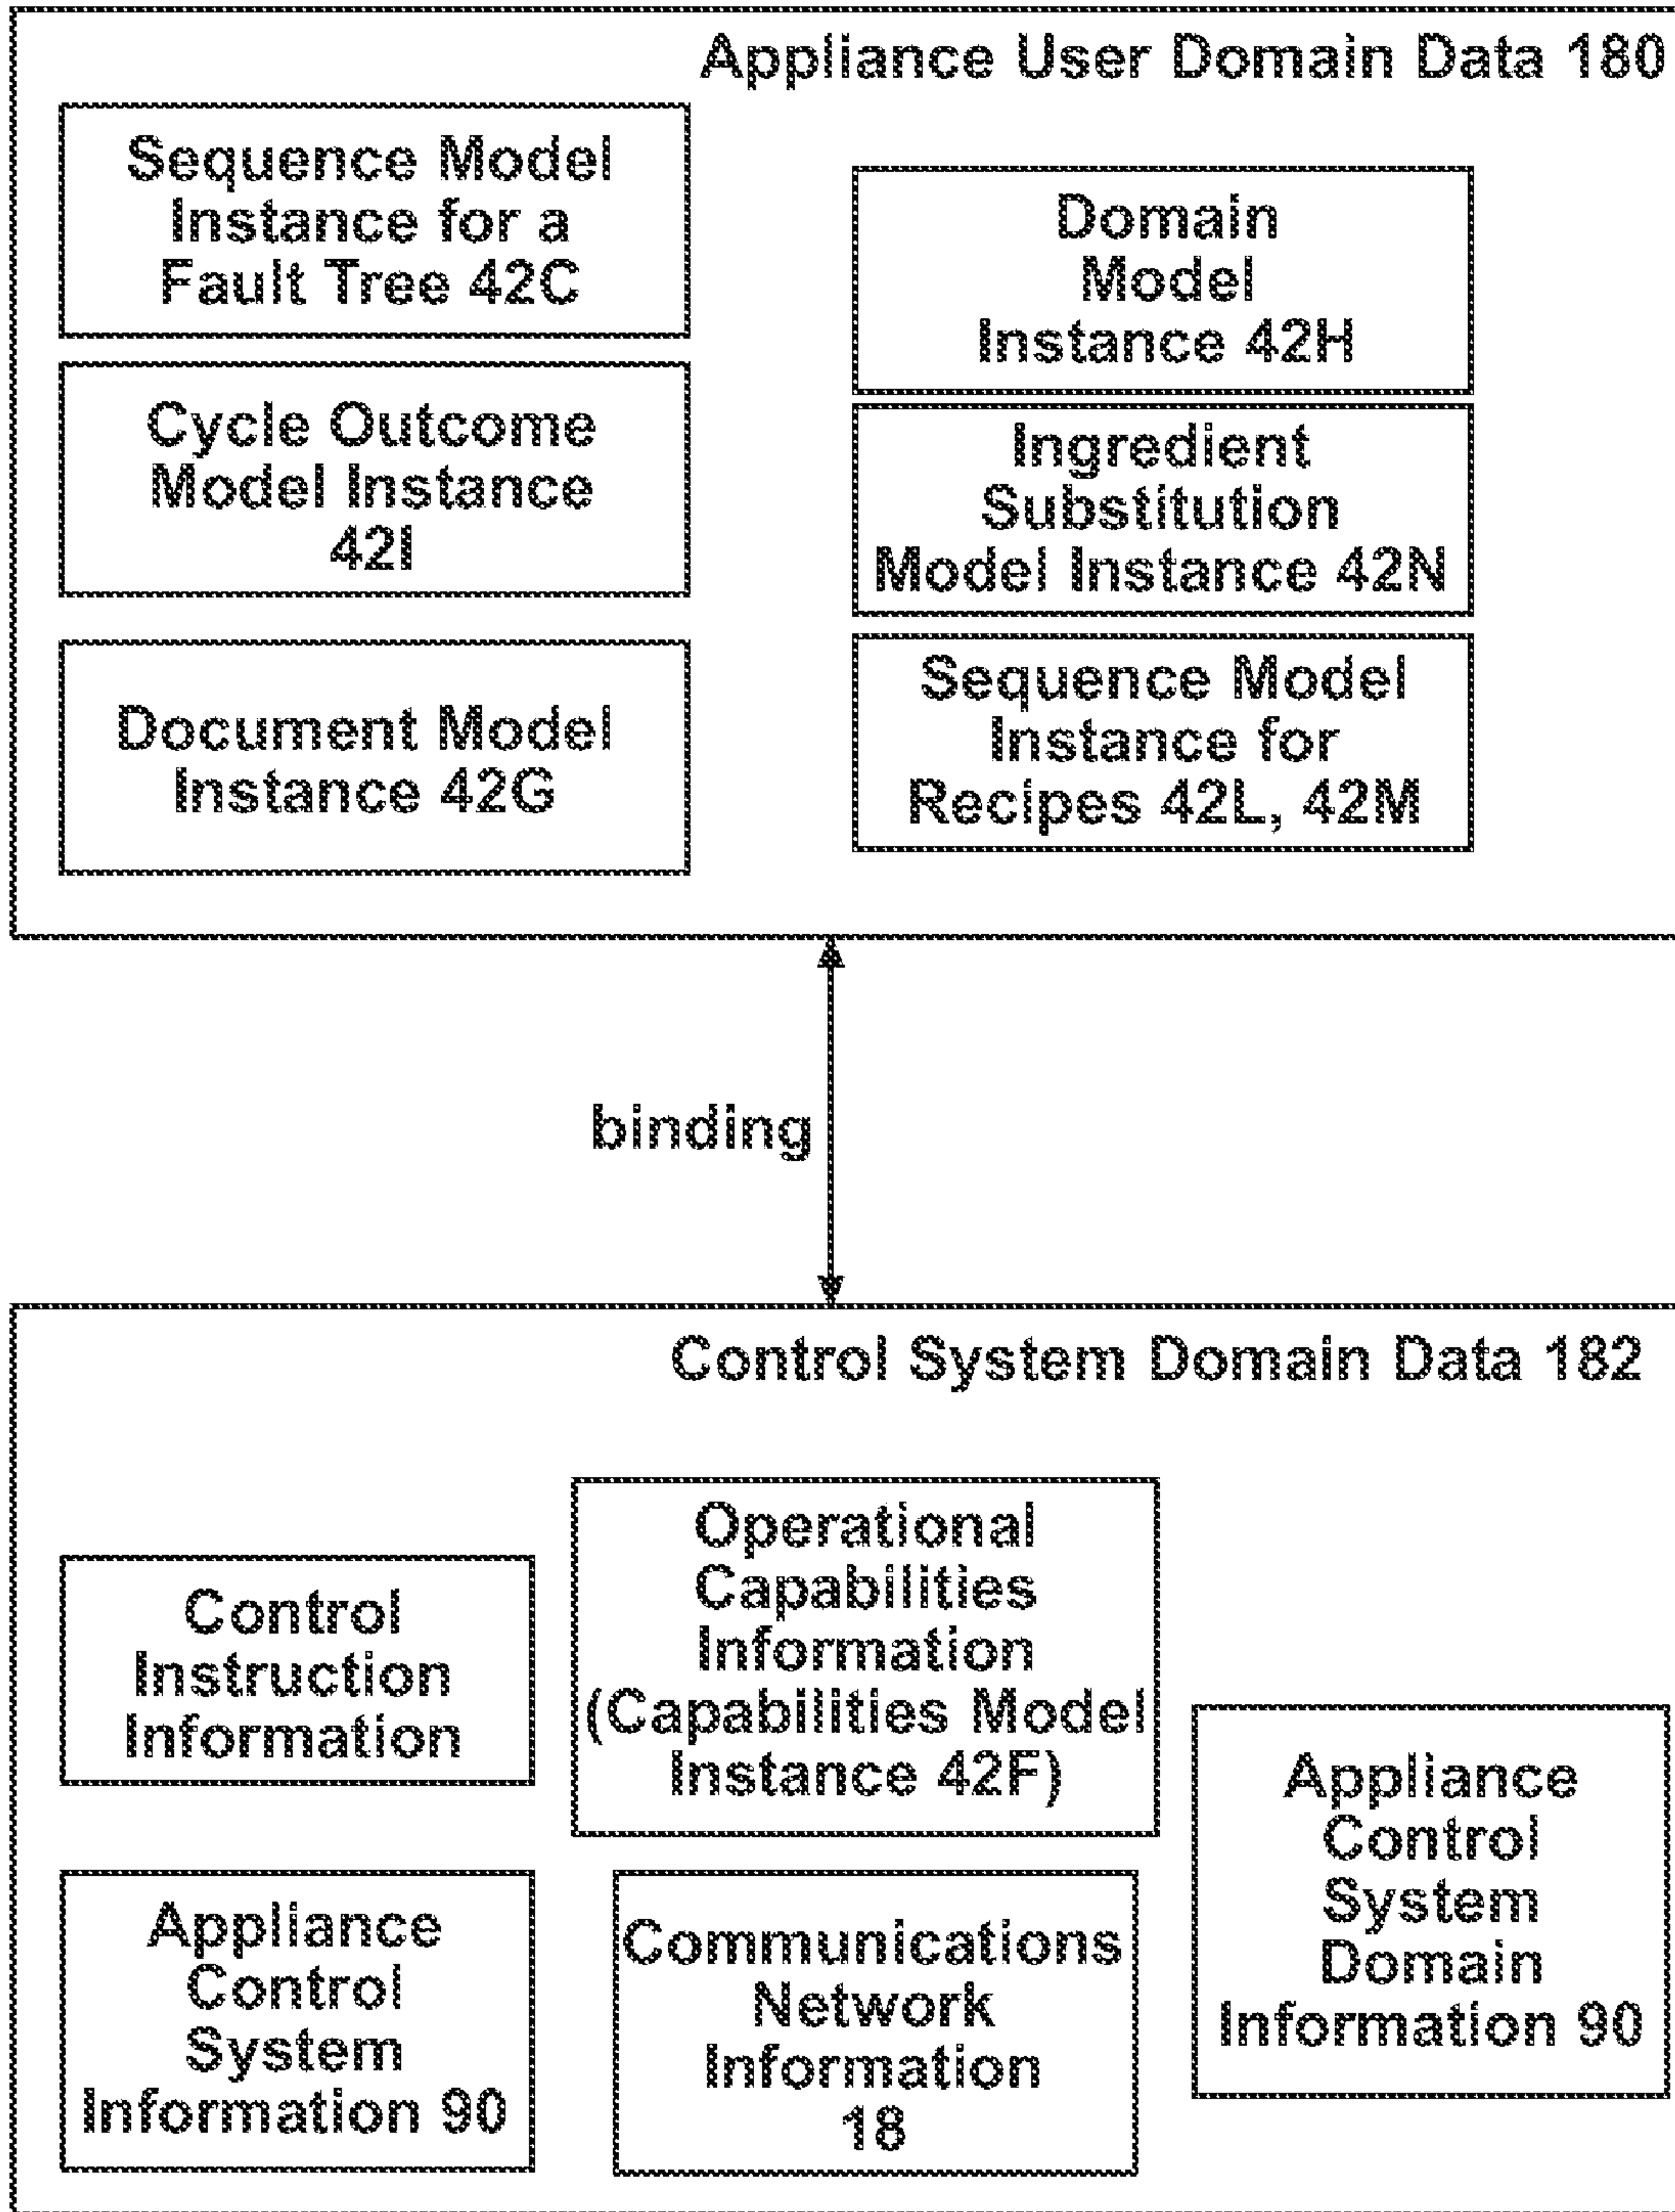 Appliance User Domain Data 180
Sequence Model
Instance for a
Fault Tree 42C
Cycle Outcome
Model Instance
42I
Document Model
Instance 42G
Domain
Model
Instance 42H
Ingredient
Substitution
Model Instance 42N
Sequence Model
Instance for
Recipes 42L, 42M
binding
Control System Domain Data 182
Control
Instruction
Information
Operational
Capabilities
Information
(Capabilities Model
Instance 42F)
Appliance
Control
System
Domain
Information 90
Appliance
Control
System
Information 90
Communications
Network
Information
18